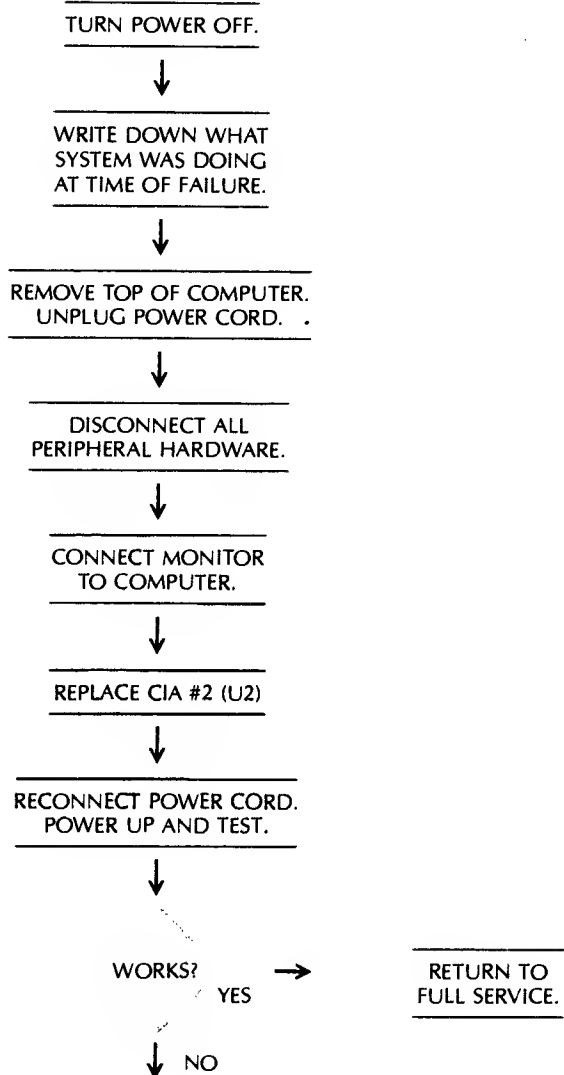 TURN POWER OFF.
WRITE DOWN WHAT
SYSTEM WAS DOING
AT TIME OF FAILURE.
REMOVE TOP OF COMPUTER.
UNPLUG POWER CORD.
DISCONNECT ALL
PERIPHERAL HARDWARE.
CONNECT MONITOR
TO COMPUTER.
REPLACE CIA #2 (U2)
RECONNECT POWER CORD.
POWER UP AND TEST.
WORKS?
YES
RETURN TO
FULL SERVICE.
NO